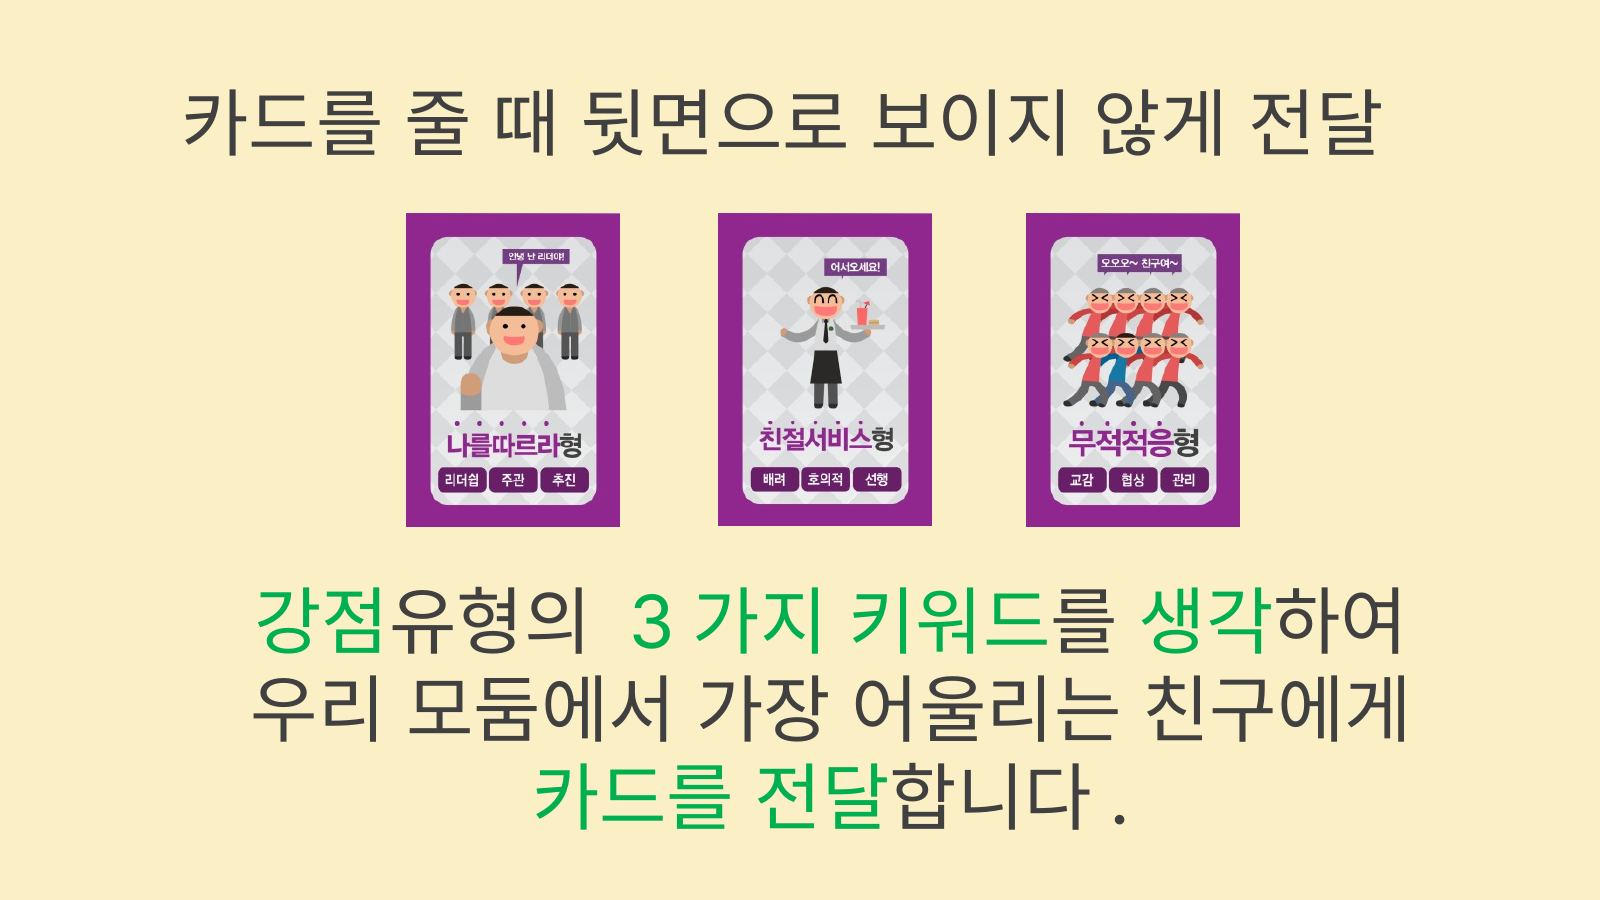 카드를 줄 때 뒷면으로 보이지 않게 전달
안녕 난 리더야!
나를따르라형
리더쉽 주관 추진
어서오세요!
친절서비스형
배려 호의적 선행
오오오~ 친구여~
무적적응형
교감 협상 관리
강점유형의 3 가지 키워드를 생각하여
우리 모둠에서 가장 어울리는 친구에게
카드를 전달합니다 .